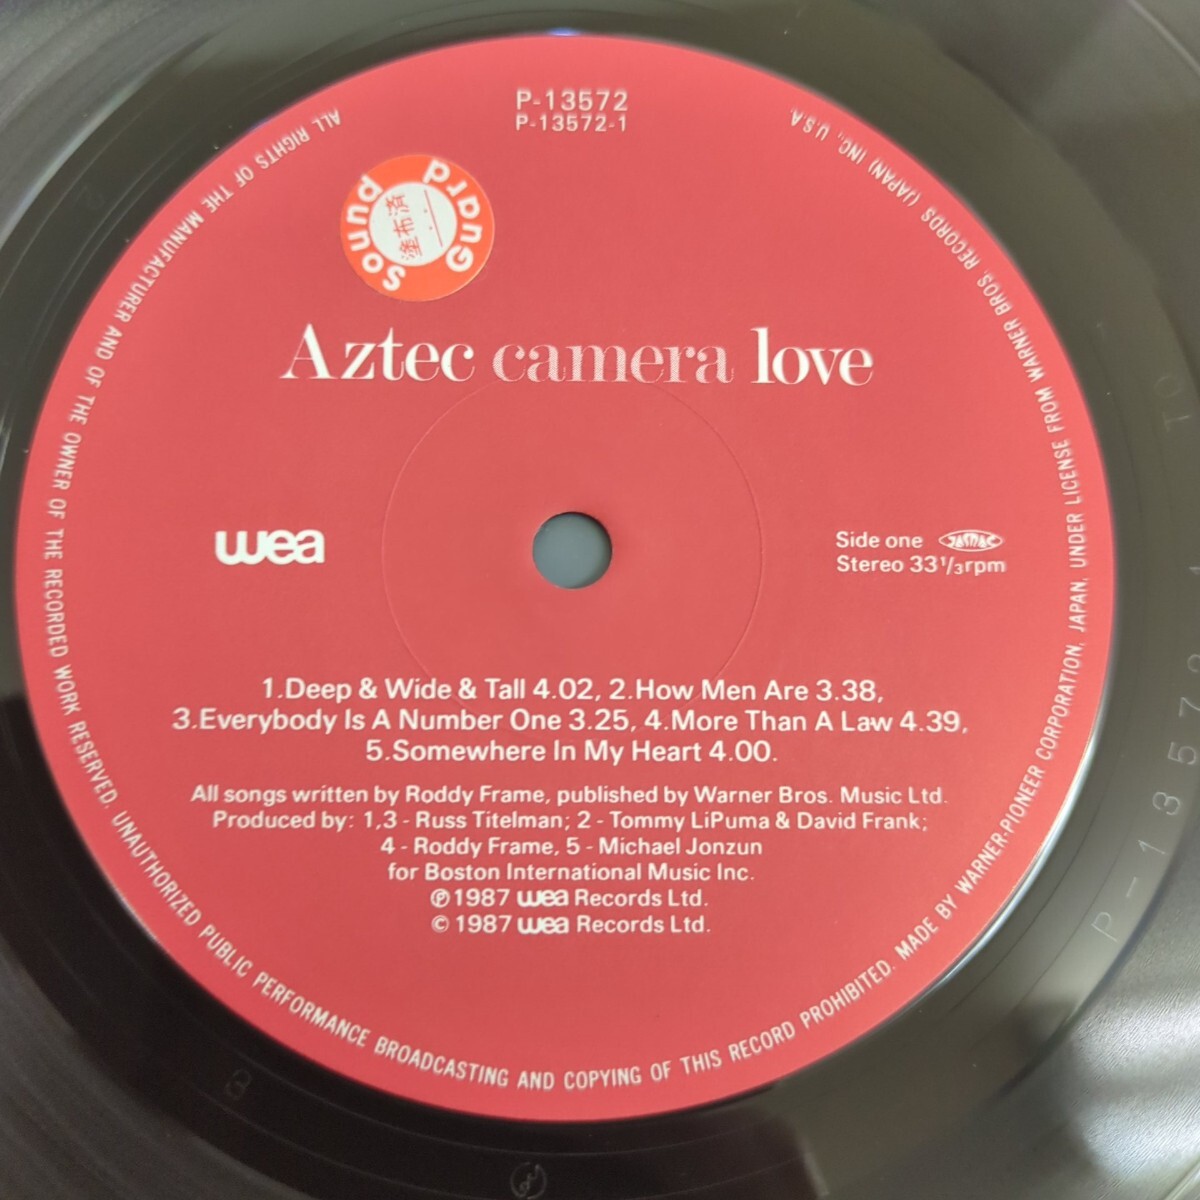 P-13572
P-13572-1
Sound Guard
塗布済
Aztec camera love
wea
Side one JASRAC
Stereo 33 1/3 rpm
1.Deep & Wide & Tall 4.02, 2.How Men Are 3.38,
3.Everybody Is A Number One 3.25, 4.More Than A Law 4.39,
5.Somewhere In My Heart 4.00.
All songs written by Roddy Frame, published by Warner Bros. Music Ltd.
Produced by: 1,3 - Russ Titelman; 2 - Tommy LiPuma & David Frank;
4 - Roddy Frame, 5 - Michael Jonzun
for Boston International Music Inc.
℗ 1987 wea Records Ltd.
© 1987 wea Records Ltd.
ALL RIGHTS OF THE MANUFACTURER AND OF THE OWNER OF THE RECORDED WORK RESERVED. UNAUTHORIZED PUBLIC PERFORMANCE BROADCASTING AND COPYING OF THIS RECORD PROHIBITED. MADE BY WARNER-PIONEER CORPORATION, JAPAN, UNDER LICENSE FROM WARNER BROS. RECORDS (JAPAN) INC., U.S.A.